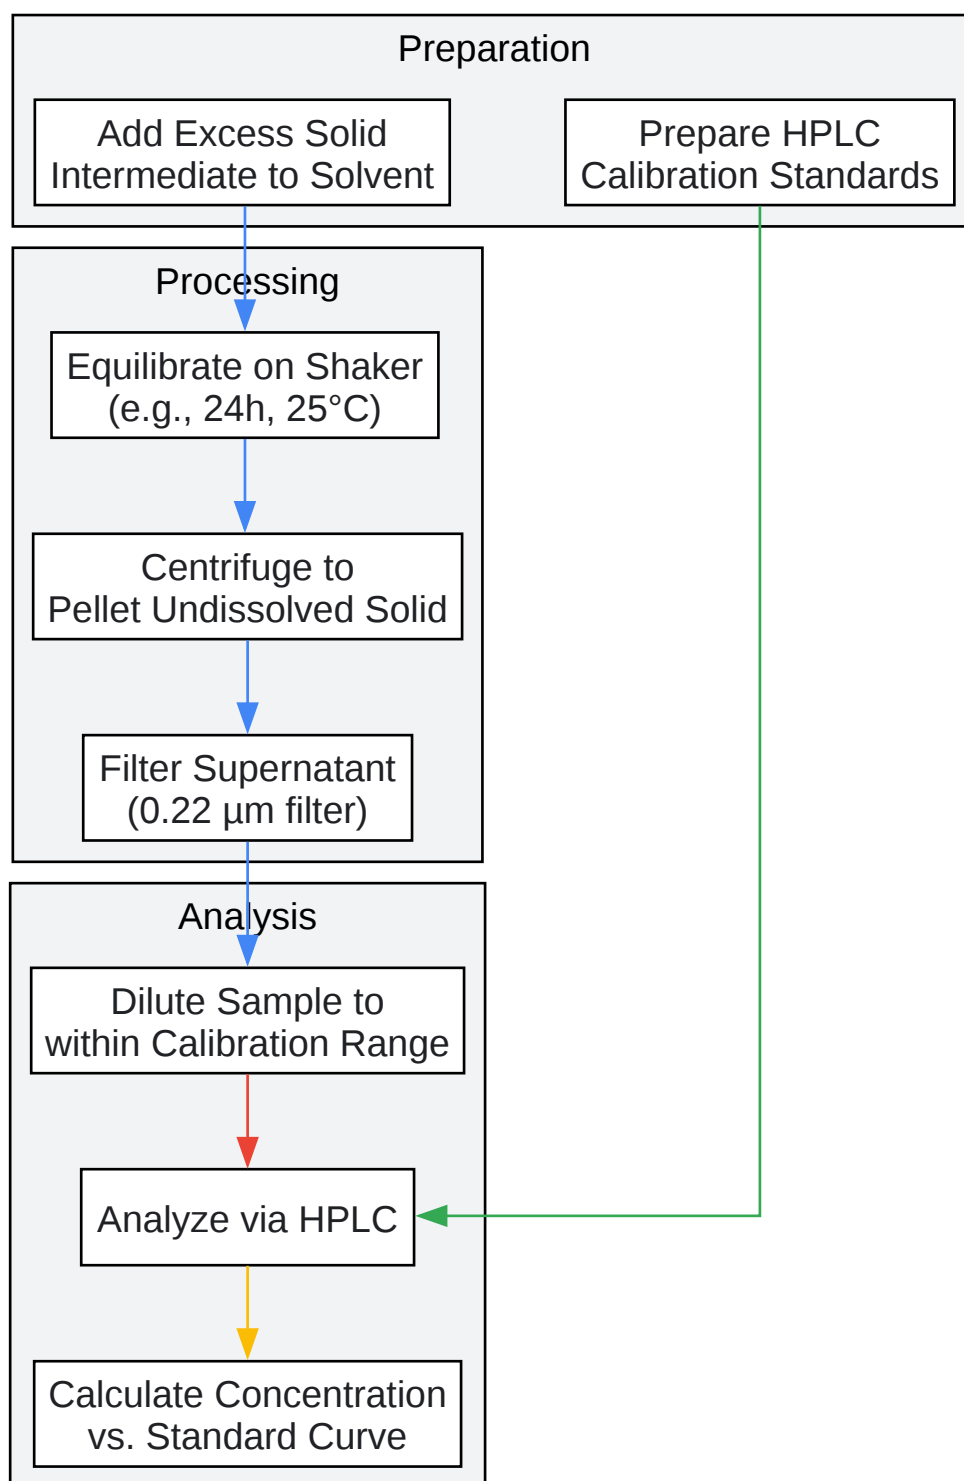 Preparation
Add Excess Solid
Intermediate to Solvent
Prepare HPLC
Calibration Standards
Processing
Equilibrate on Shaker
(e.g., 24h, 25°C)
Centrifuge to
Pellet Undissolved Solid
Filter Supernatant
(0.22 µm filter)
Analysis
Dilute Sample to
within Calibration Range
Analyze via HPLC
Calculate Concentration
vs. Standard Curve